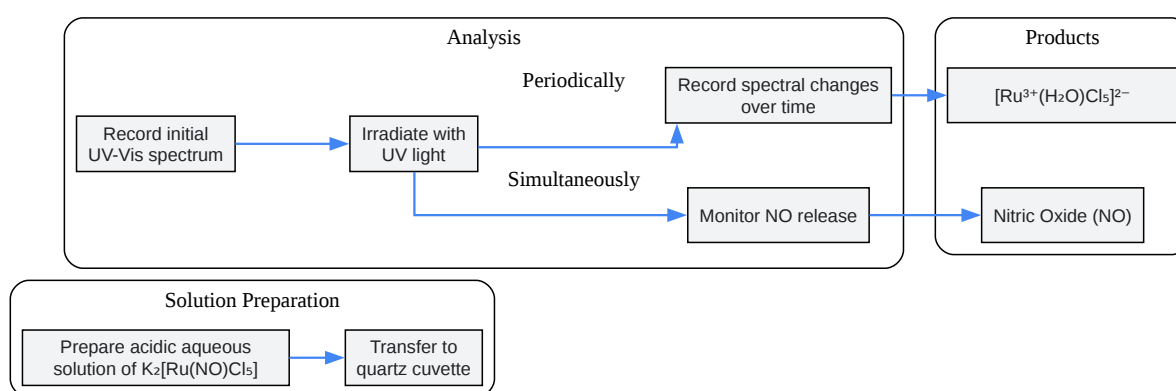 Analysis
Products
Periodically
Record spectral changes
over time
[Ru³⁺(H₂O)Cl₅]²⁻
Record initial
UV-Vis spectrum
Irradiate with
UV light
Simultaneously
Monitor NO release
Nitric Oxide (NO)
Solution Preparation
Prepare acidic aqueous
solution of K₂[Ru(NO)Cl₅]
Transfer to
quartz cuvette